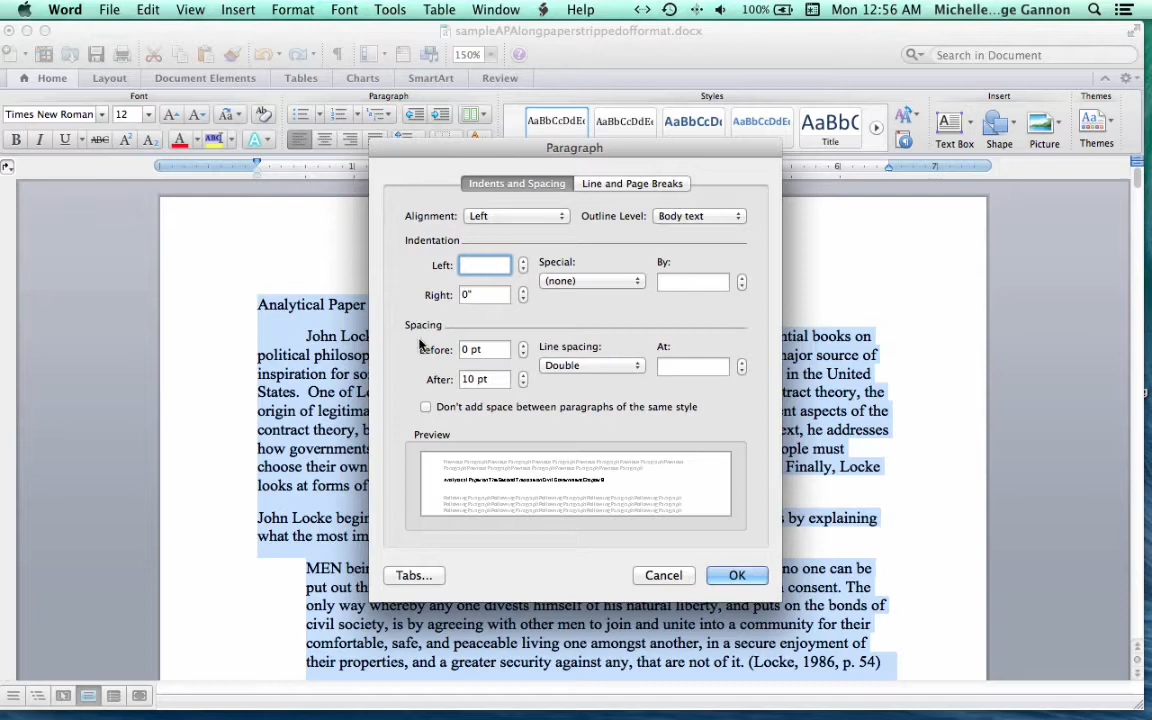 Word File Edit View Insert Format Font Tools Table Window Help 100% Mon 12:56 AM Michelle...ge Gannon
sampleAPAlongpaperstrippedofformat.docx
150% Search in Document
Home Layout Document Elements Tables Charts SmartArt Review
Font Paragraph Styles Insert Themes
Times New Roman 12 A A Aa
AaBbCcDdEe AaBbCcDdEe AaBbCcDc AaBbCcDdEe AaBbC
B I U ABC A² A₂ A ABC A
Title Text Box Shape Picture Themes
Paragraph
Indents and Spacing Line and Page Breaks
Alignment: Left Outline Level: Body text
Indentation
Left: Special: By:
(none)
Right: 0"
Spacing
Before: 0 pt Line spacing: At:
Double
After: 10 pt
Don't add space between paragraphs of the same style
Preview
Tabs... Cancel OK
Analytical Paper
John Locke
ntial books on
political philosop
major source of
inspiration for so
in the United
States. One of Lo
tract theory, the
origin of legitima
ent aspects of the
contract theory, b
ext, he addresses
how governments
ople must
choose their own
Finally, Locke
looks at forms of
John Locke begin
s by explaining
what the most im
MEN bein
no one can be
put out th
consent. The
only way whereby any one divests himself of his natural liberty, and puts on the bonds of
civil society, is by agreeing with other men to join and unite into a community for their
comfortable, safe, and peaceable living one amongst another, in a secure enjoyment of
their properties, and a greater security against any, that are not of it. (Locke, 1986, p. 54)